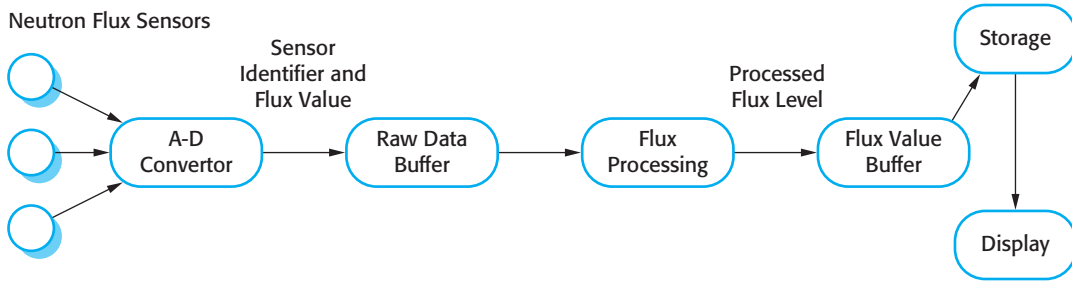 Neutron Flux Sensors
Sensor
Identifier and
Flux Value
Processed
Flux Level
A-D
Convertor
Raw Data
Buffer
Flux
Processing
Flux Value
Buffer
Storage
Display